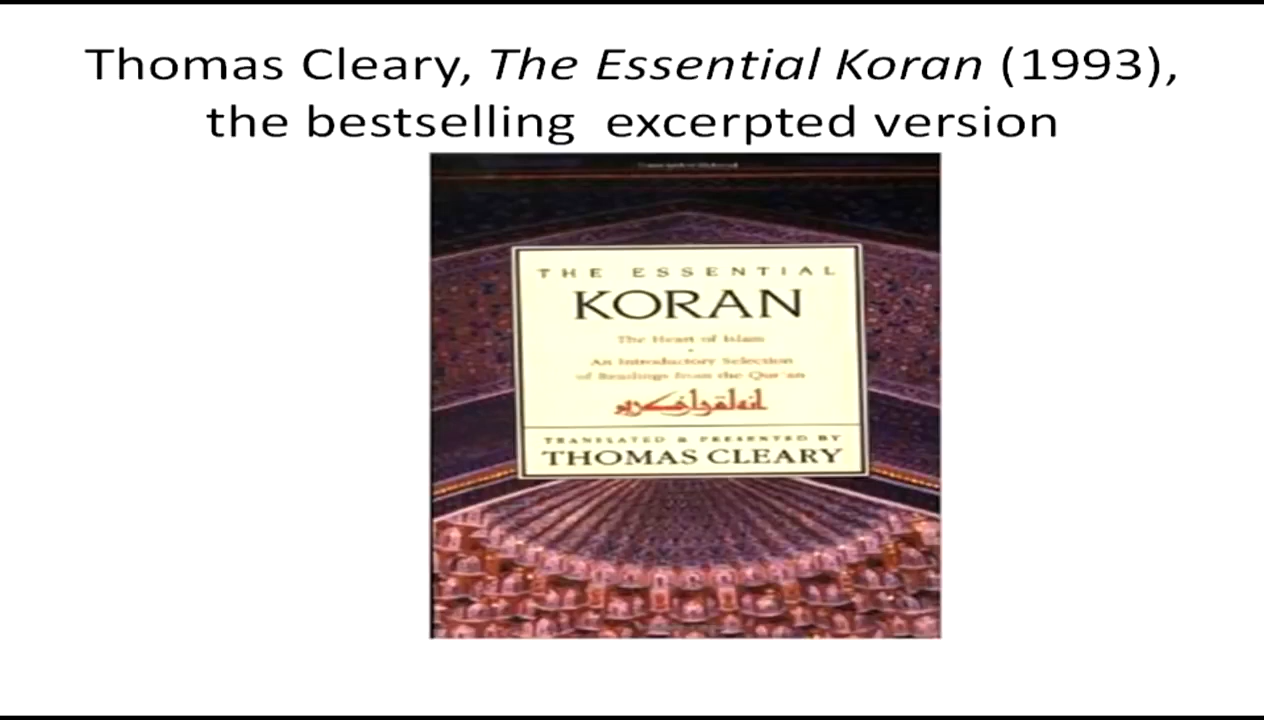 Thomas Cleary, The Essential Koran (1993),
the bestselling excerpted version
THE ESSENTIAL
KORAN
The Heart of Islam
An Introductory Selection
of Readings from the Qur'an
TRANSLATED & PRESENTED BY
THOMAS CLEARY